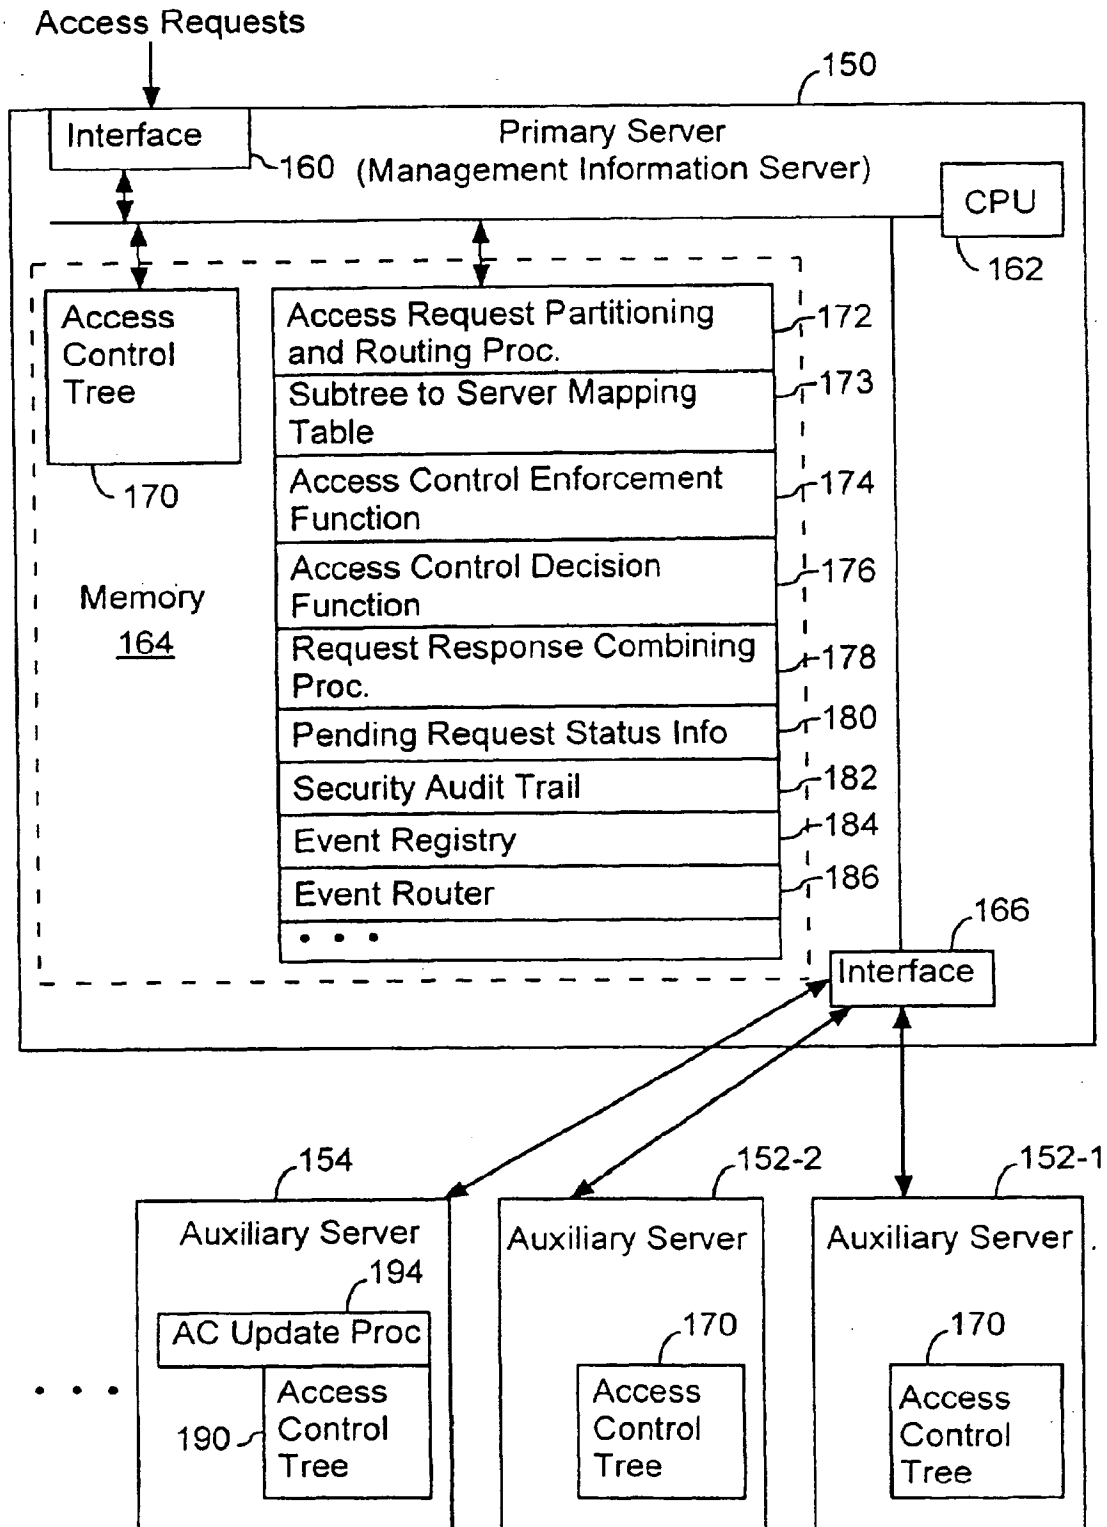 Access Requests
150
Interface
Primary Server
160
(Management Information Server)
CPU
162
Access
Control
Tree
170
Memory
164
Access Request Partitioning
and Routing Proc.
172
Subtree to Server Mapping
Table
173
Access Control Enforcement
Function
174
Access Control Decision
Function
176
Request Response Combining
Proc.
178
Pending Request Status Info
180
Security Audit Trail
182
Event Registry
184
Event Router
186
• • •
166
Interface
154
Auxiliary Server
194
AC Update Proc
190
Access
Control
Tree
152-2
Auxiliary Server
170
Access
Control
Tree
152-1
Auxiliary Server
170
Access
Control
Tree
• • •